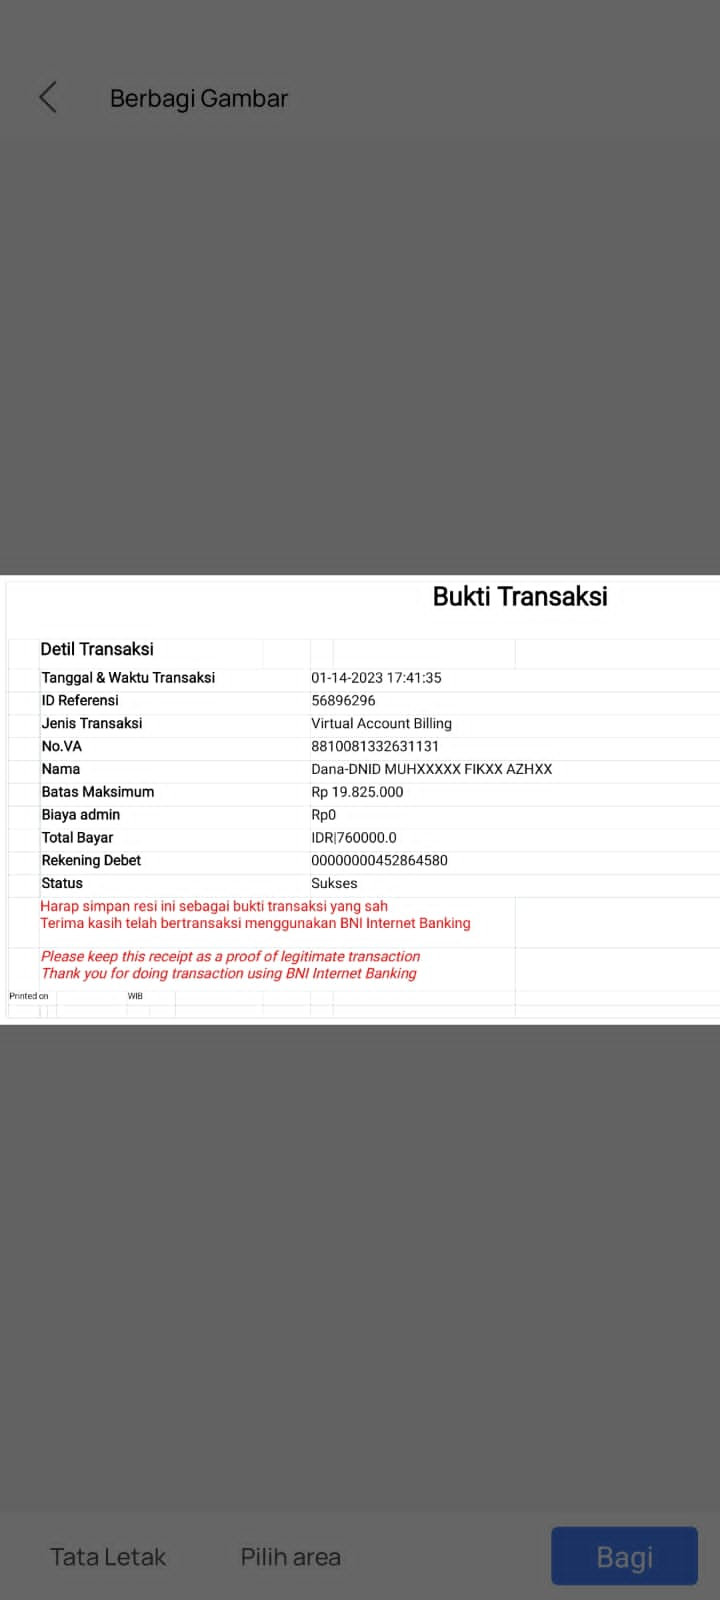 Berbagi Gambar
Bukti Transaksi
Detil Transaksi
Tanggal & Waktu Transaksi 01-14-2023 17:41:35
ID Referensi 56896296
Jenis Transaksi Virtual Account Billing
No.VA 8810081332631131
Nama Dana-DNID MUHXXXXX FIKXX AZHXX
Batas Maksimum Rp 19.825.000
Biaya admin Rp0
Total Bayar IDR|760000.0
Rekening Debet 00000000452864580
Status Sukses
Harap simpan resi ini sebagai bukti transaksi yang sah
Terima kasih telah bertransaksi menggunakan BNI Internet Banking
Please keep this receipt as a proof of legitimate transaction
Thank you for doing transaction using BNI Internet Banking
Printed on WIB
Tata Letak Pilih area Bagi